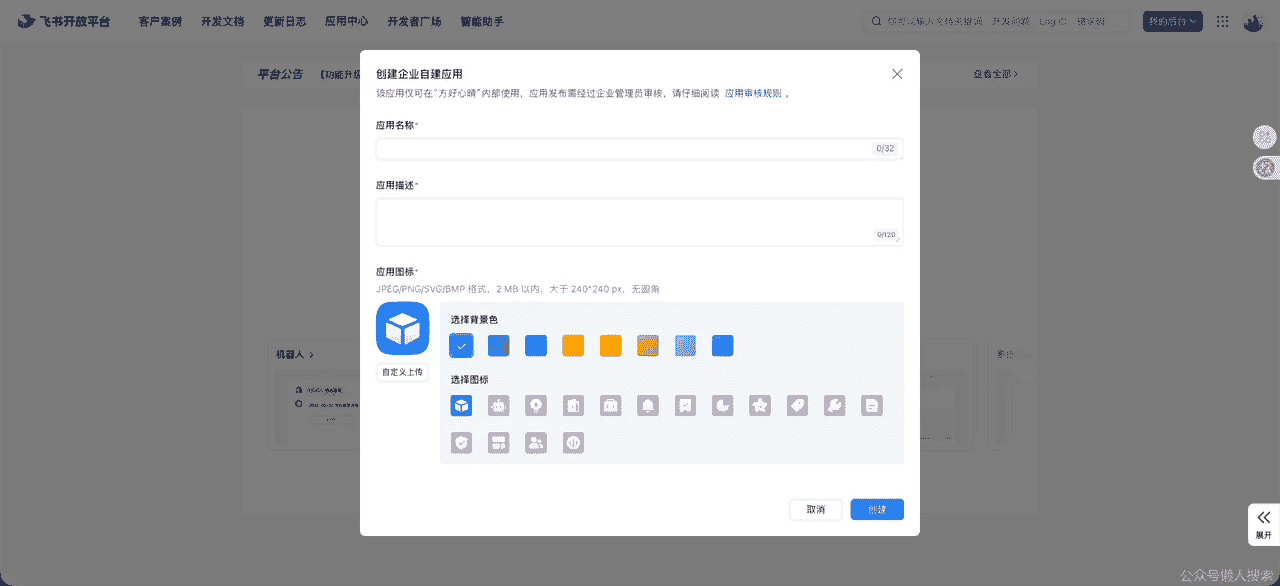 飞书开放平台 客户案例 开发文档 更新日志 应用中心 开发者广场 智能助手
我的后台
平台公告 【功能升级 查看全部 >
创建企业自建应用
该应用仅可在“方好心晴”内部使用，应用发布需经过企业管理员审核，请仔细阅读 应用审核规则 。
应用名称*
0/32
应用描述*
0/120
应用图标*
JPEG/PNG/SVG/BMP 格式，2 MB 以内，大于 240*240 px，无圆角
选择背景色
自定义上传
选择图标
机器人 >
取消 创建
展开
公众号懒人搜索